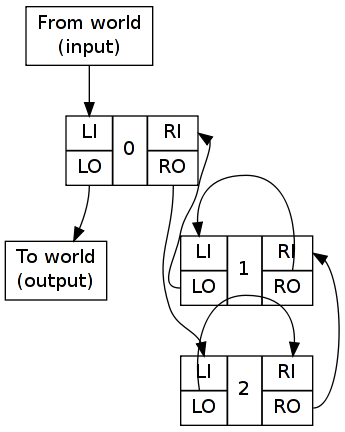 From world
(input)
LI
RI
0
LO
RO
To world
(output)
LI
RI
1
LO
RO
LI
RI
2
LO
RO